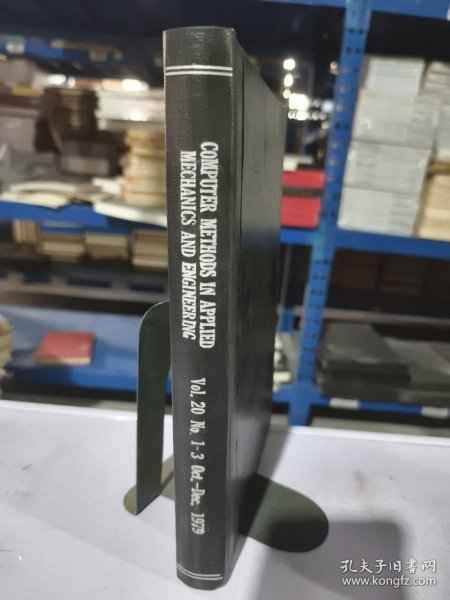 COMPUTER METHODS IN APPLIED
MECHANICS AND ENGINEERING
Vol. 20 No. 1-3 Oct.-Dec. 1979
孔夫子旧书网
www.kongfz.com